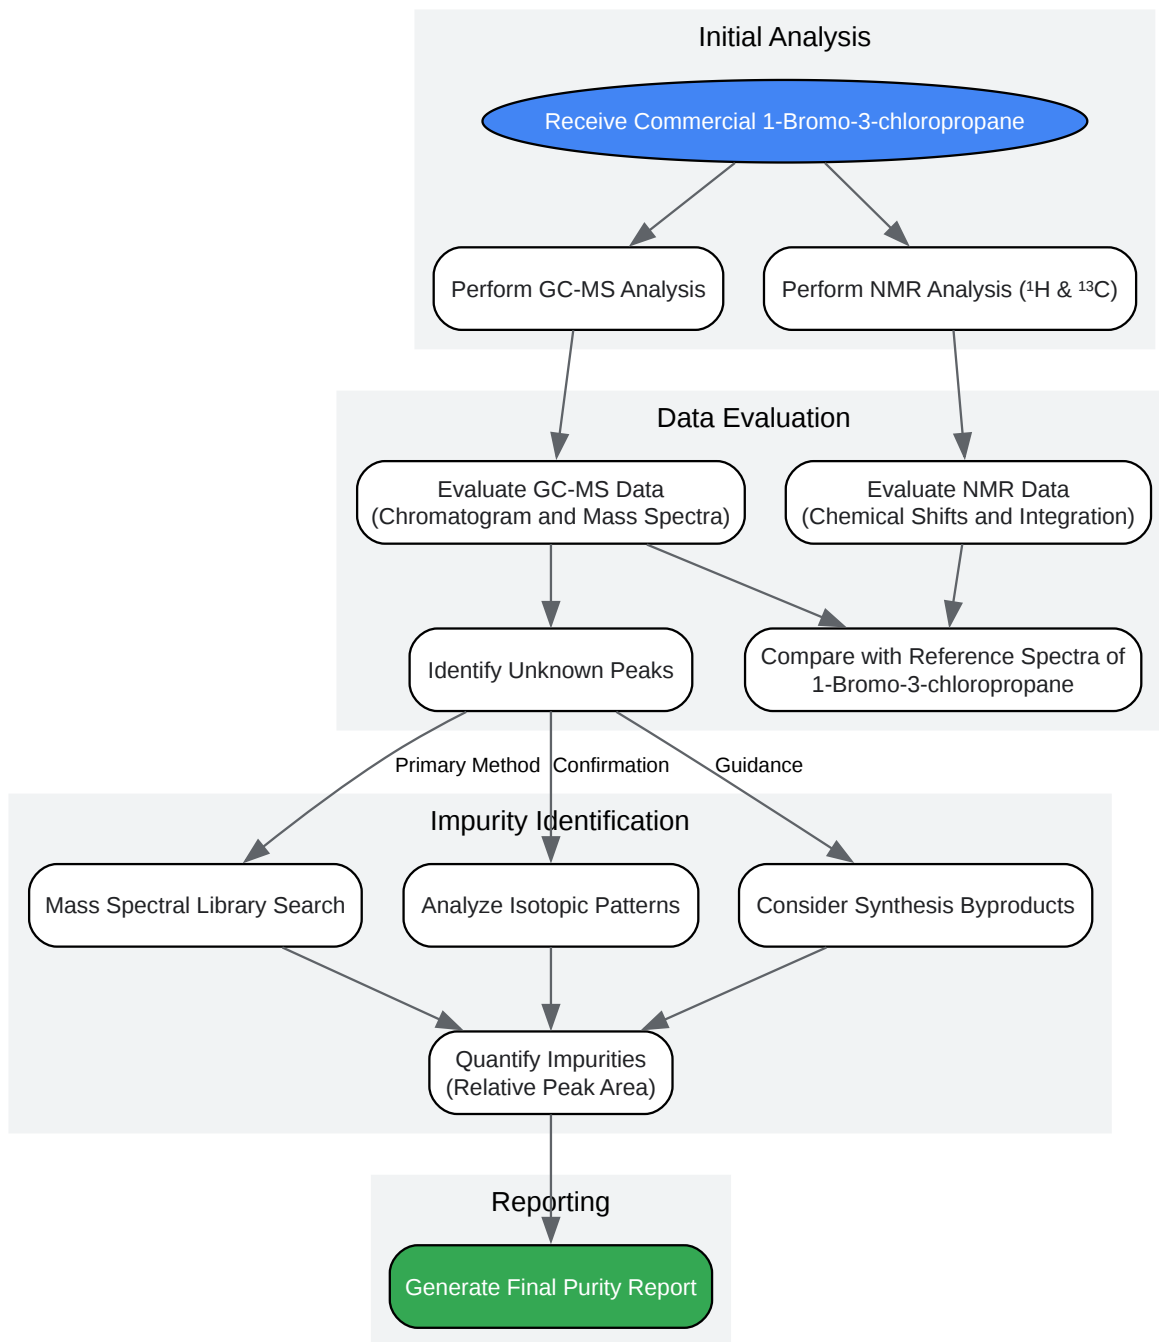 Initial Analysis
Receive Commercial 1-Bromo-3-chloropropane
Perform GC-MS Analysis
Perform NMR Analysis (¹H & ¹³C)
Data Evaluation
Evaluate GC-MS Data
(Chromatogram and Mass Spectra)
Evaluate NMR Data
(Chemical Shifts and Integration)
Identify Unknown Peaks
Compare with Reference Spectra of
1-Bromo-3-chloropropane
Primary Method
Confirmation
Guidance
Impurity Identification
Mass Spectral Library Search
Analyze Isotopic Patterns
Consider Synthesis Byproducts
Quantify Impurities
(Relative Peak Area)
Reporting
Generate Final Purity Report